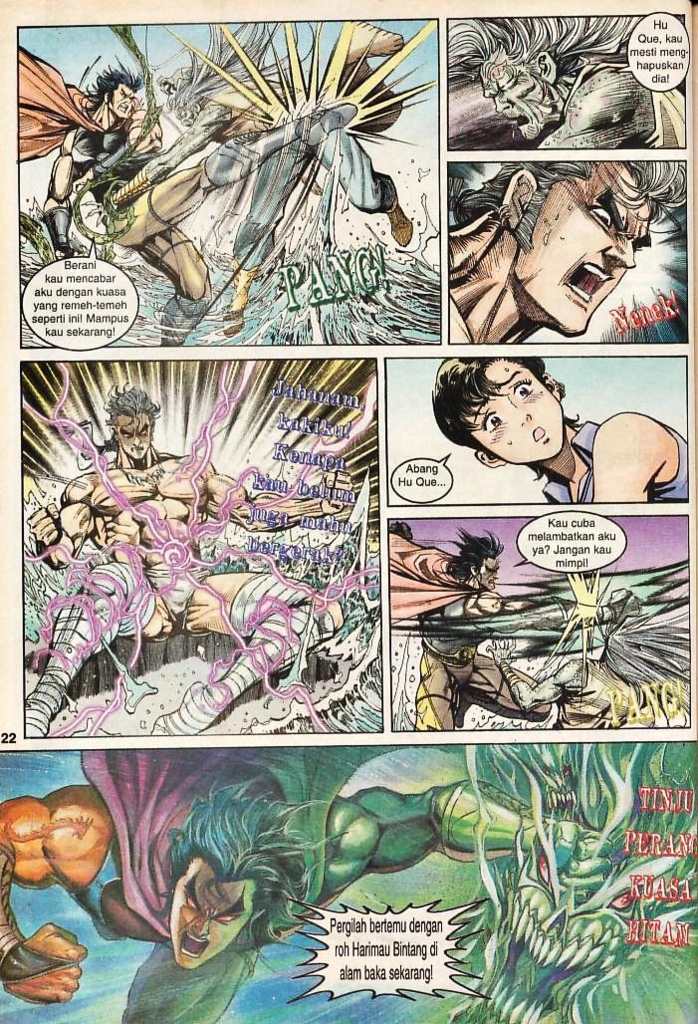 Berani
kau mencabar
aku dengan kuasa
yang remeh-temeh
seperti ini! Mampus
kau sekarang!
PANG!
Hu
Que, kau
mesti meng-
hapuskan
dia!
Nenek!
Jahanam,
kakiku!
Kenapa
kau belum
juga mahu
bergerak?
Abang
Hu Que...
Kau cuba
melambatkan aku
ya? Jangan kau
mimpi!
PANG!
22
TINJU
PERANG
KUASA
HITAM
Pergilah bertemu dengan
roh Harimau Bintang di
alam baka sekarang!